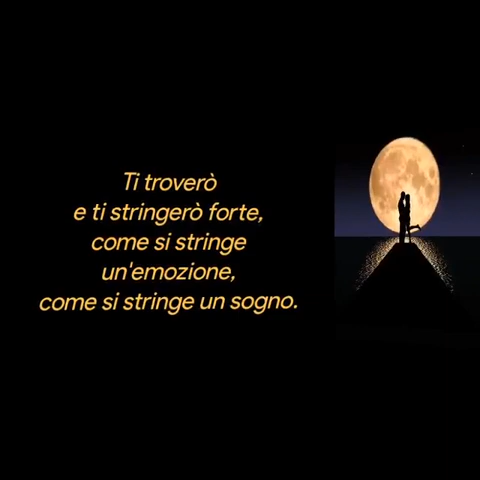 Ti troverò
e ti stringerò forte,
come si stringe
un'emozione,
come si stringe un sogno.